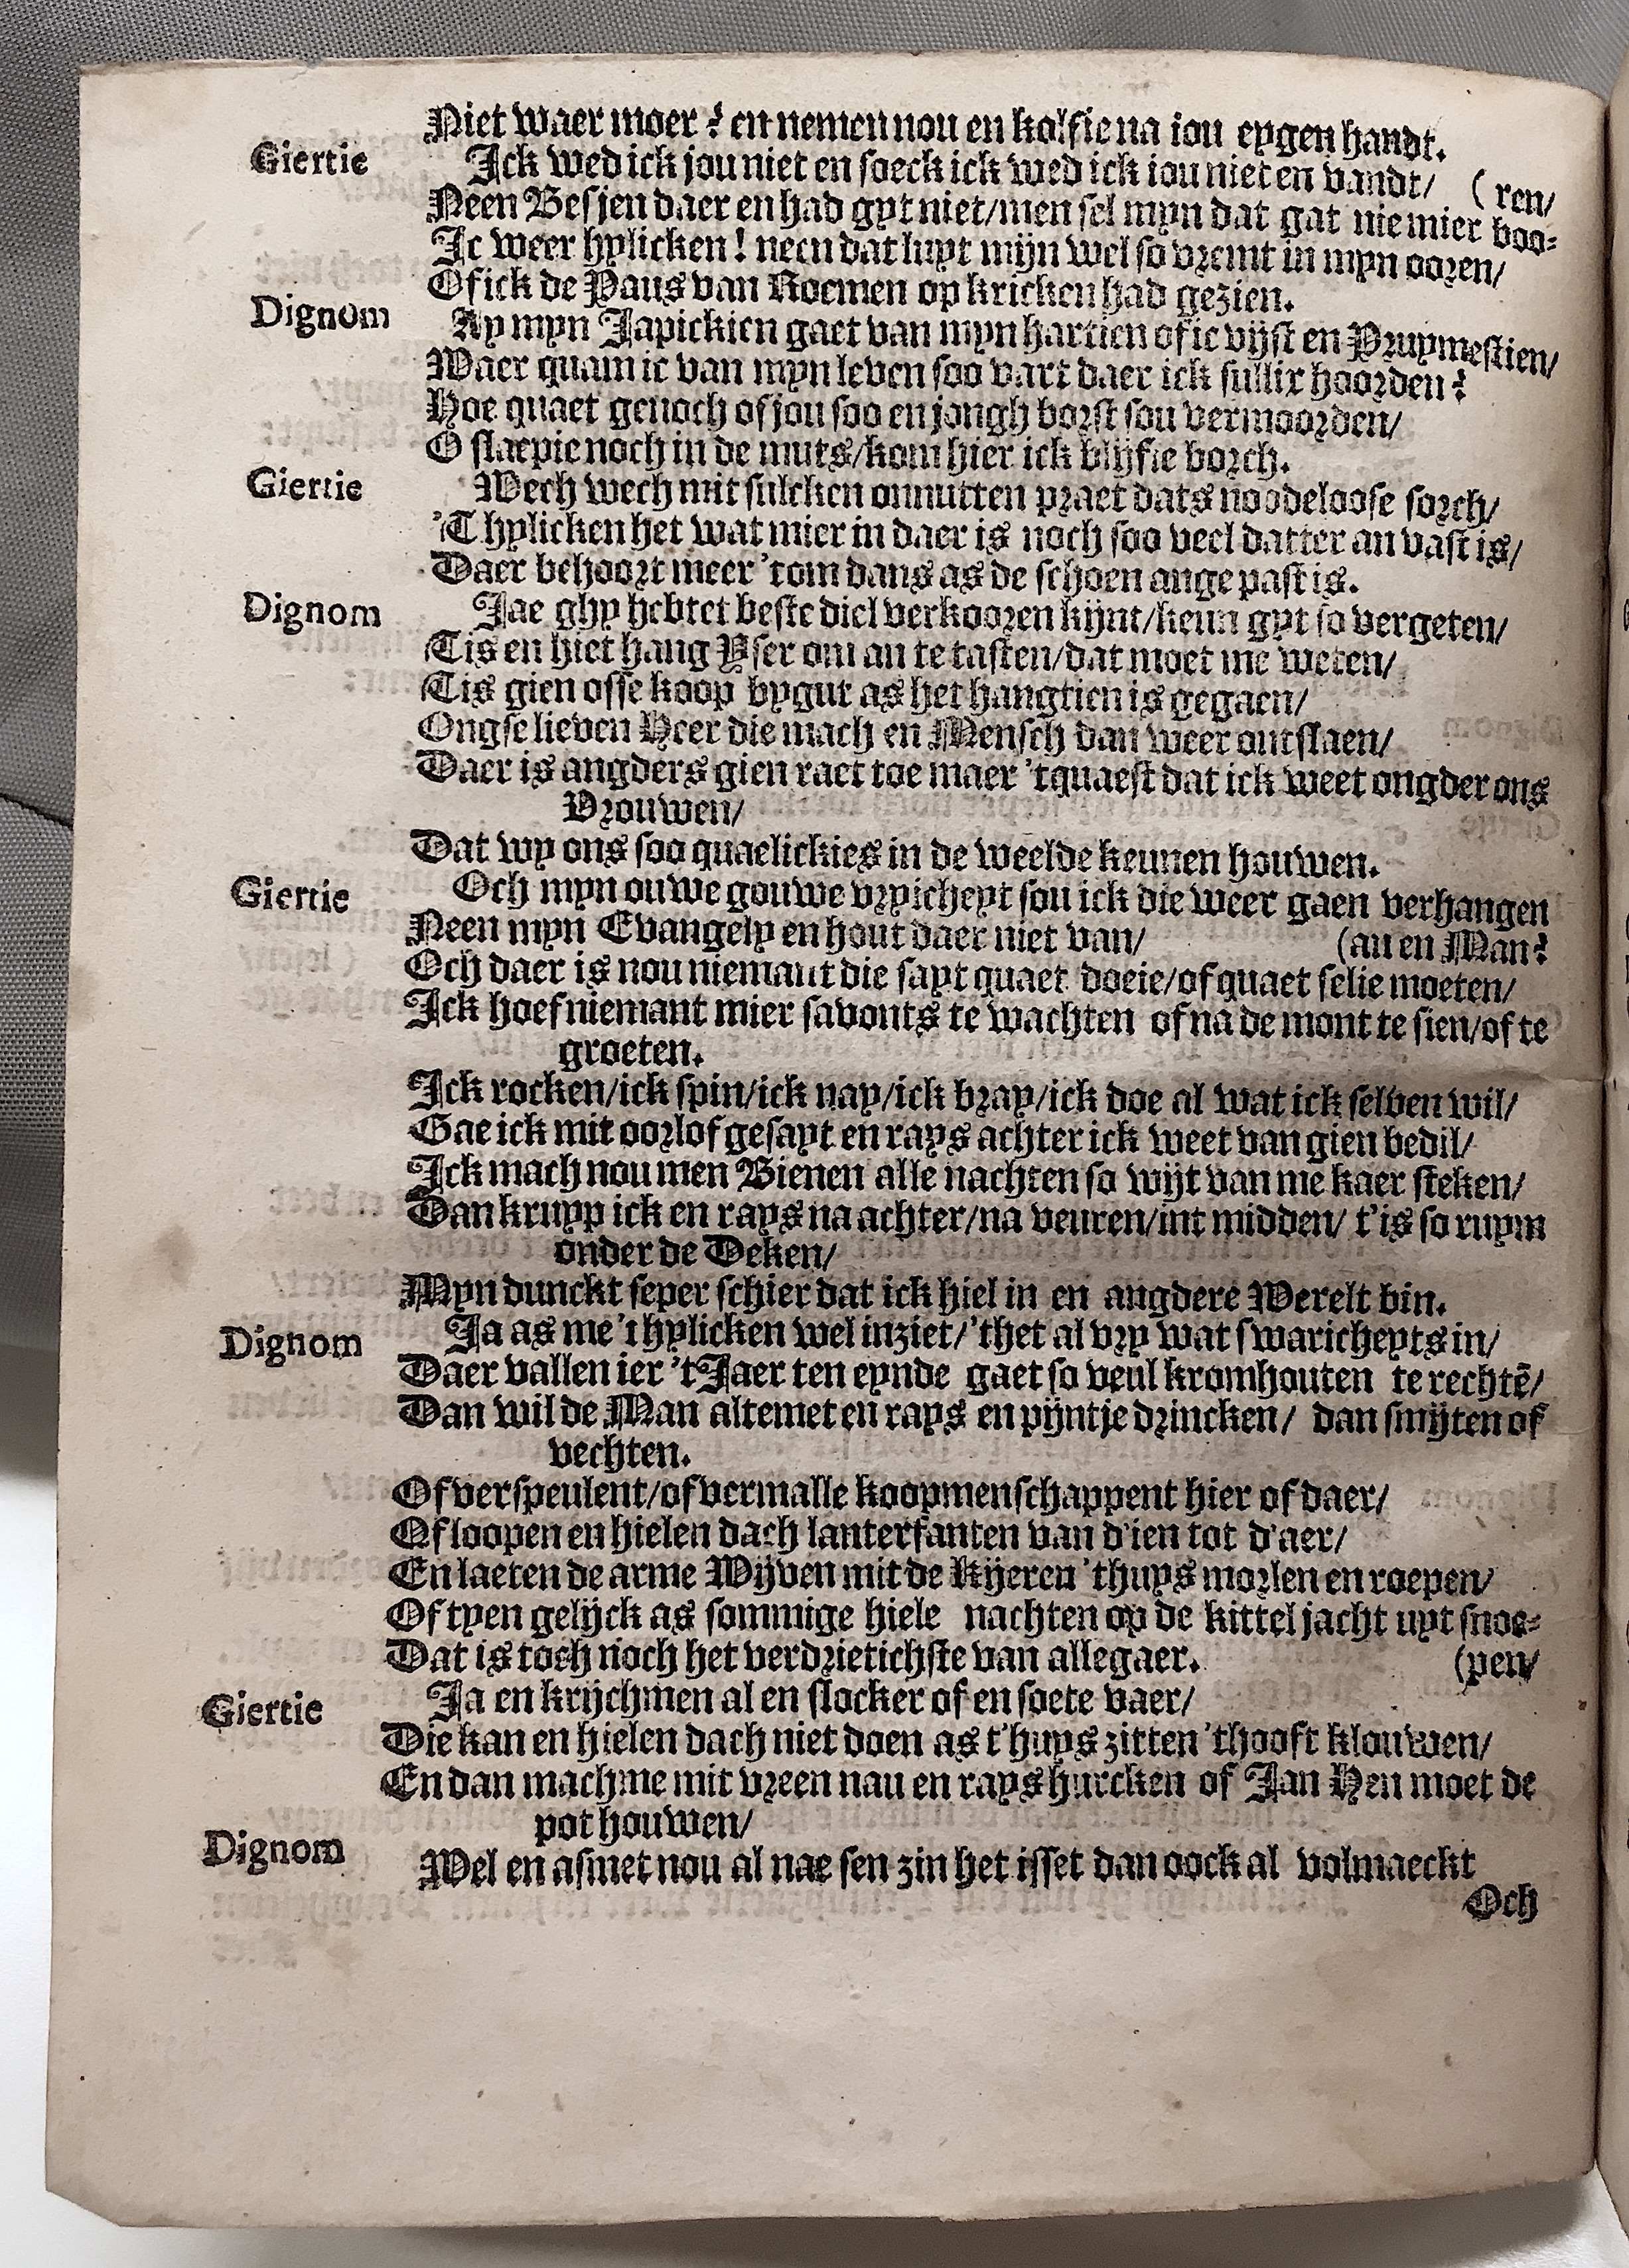 Niet waer moer? en nemen nou en kolfie na iou eygen handt.
Giertie Ick wed ick jou niet en soeck ick wed ick iou niet en vandt/ (ren/
Neen Besjen daer en had gyt niet/men sel myn dat gat nie mier boo-
Ic weer hylicken! neen dat luyt mijn wel so vremt in myn ooren/
Of ick de Paus van Roemen op kricken had gezien.
Dignom Ay myn Japickien gaet van myn hartien of ic vijst en Pruymestien/
Waer quam ic van myn leven soo vart daer ick sullix hoorden?
Hoe quaet genoch of jou soo en jongh borst sou vermoorden/
O slaepie noch in de muts/kom hier ick blijfie borch.
Giertie Wech wech mit sulcken onnutten praet dats noodeloose sorch/
'T hylicken het wat mier in daer is noch soo veel datter an vast is/
Daer behoort meer 'tom dans as de schoen ange past is.
Dignom Jae ghy hebtet beste diel verkooren kijnt/keun gyt so vergeten/
Tis en hiet hang Yser om an te tasten/dat moet me weten/
Tis gien osse koop bygut as het hangtien is gegaen/
Ongse lieven Heer die mach en Mensch dan weer ontslaen/
Daer is angders gien raet toe maer 'tquaest dat ick weet ongder ons
Vrouwen/
Dat wy ons soo quaelickies in de weelde keunen houwen.
Giertie Och myn ouwe gouwe vryicheyt sou ick die weer gaen verhangen
Neen myn Evangely en hout daer niet van/ (an en Man?
Och daer is nou niemant die sayt quaet doeie/of quaet selie moeten/
Ick hoef niemant mier savonts te wachten of na de mont te sien/of te
groeten.
Ick rocken/ick spin/ick nay/ick bray/ick doe al wat ick selven wil/
Gae ick mit oorlof gesayt en rays achter ick weet van gien bedil/
Ick mach nou men Bienen alle nachten so wijt van me kaer steken/
Dan kruyp ick en rays na achter/na veuren/int midden/ t'is so ruym
onder de Deken/
Myn dunckt seper schier dat ick hiel in en angdere Werelt bin.
Dignom Ja as me 't hylicken wel inziet/'thet al vry wat swaricheyts in/
Daer vallen ier 't Jaer ten eynde gaet so veul kromhouten te rechtē/
Dan wil de Man altemet en rays en pijntje drincken/ dan smijten of
vechten.
Of verspeulent/of vermalle koopmenschappent hier of daer/
Of loopen en hielen dach lanterfanten van d'ien tot d'aer/
En laeten de arme Wijven mit de Kijeren 'thuys morlen en roepen/
Of tyen gelijck as sommige hiele nachten op de kittel jacht uyt snoe-
Dat is toch noch het verdrietichste van allegaer. (pen/
Giertie Ja en krijchmen al en slocker of en soete vaer/
Die kan en hielen dach niet doen as t'huys zitten 'thooft klouwen/
En dan machme mit vreen nau en rays hurcken of Jan Hen moet de
pot houwen/
Dignom Wel en asmet nou al nae sen zin het isset dan oock al volmaeckt
Och